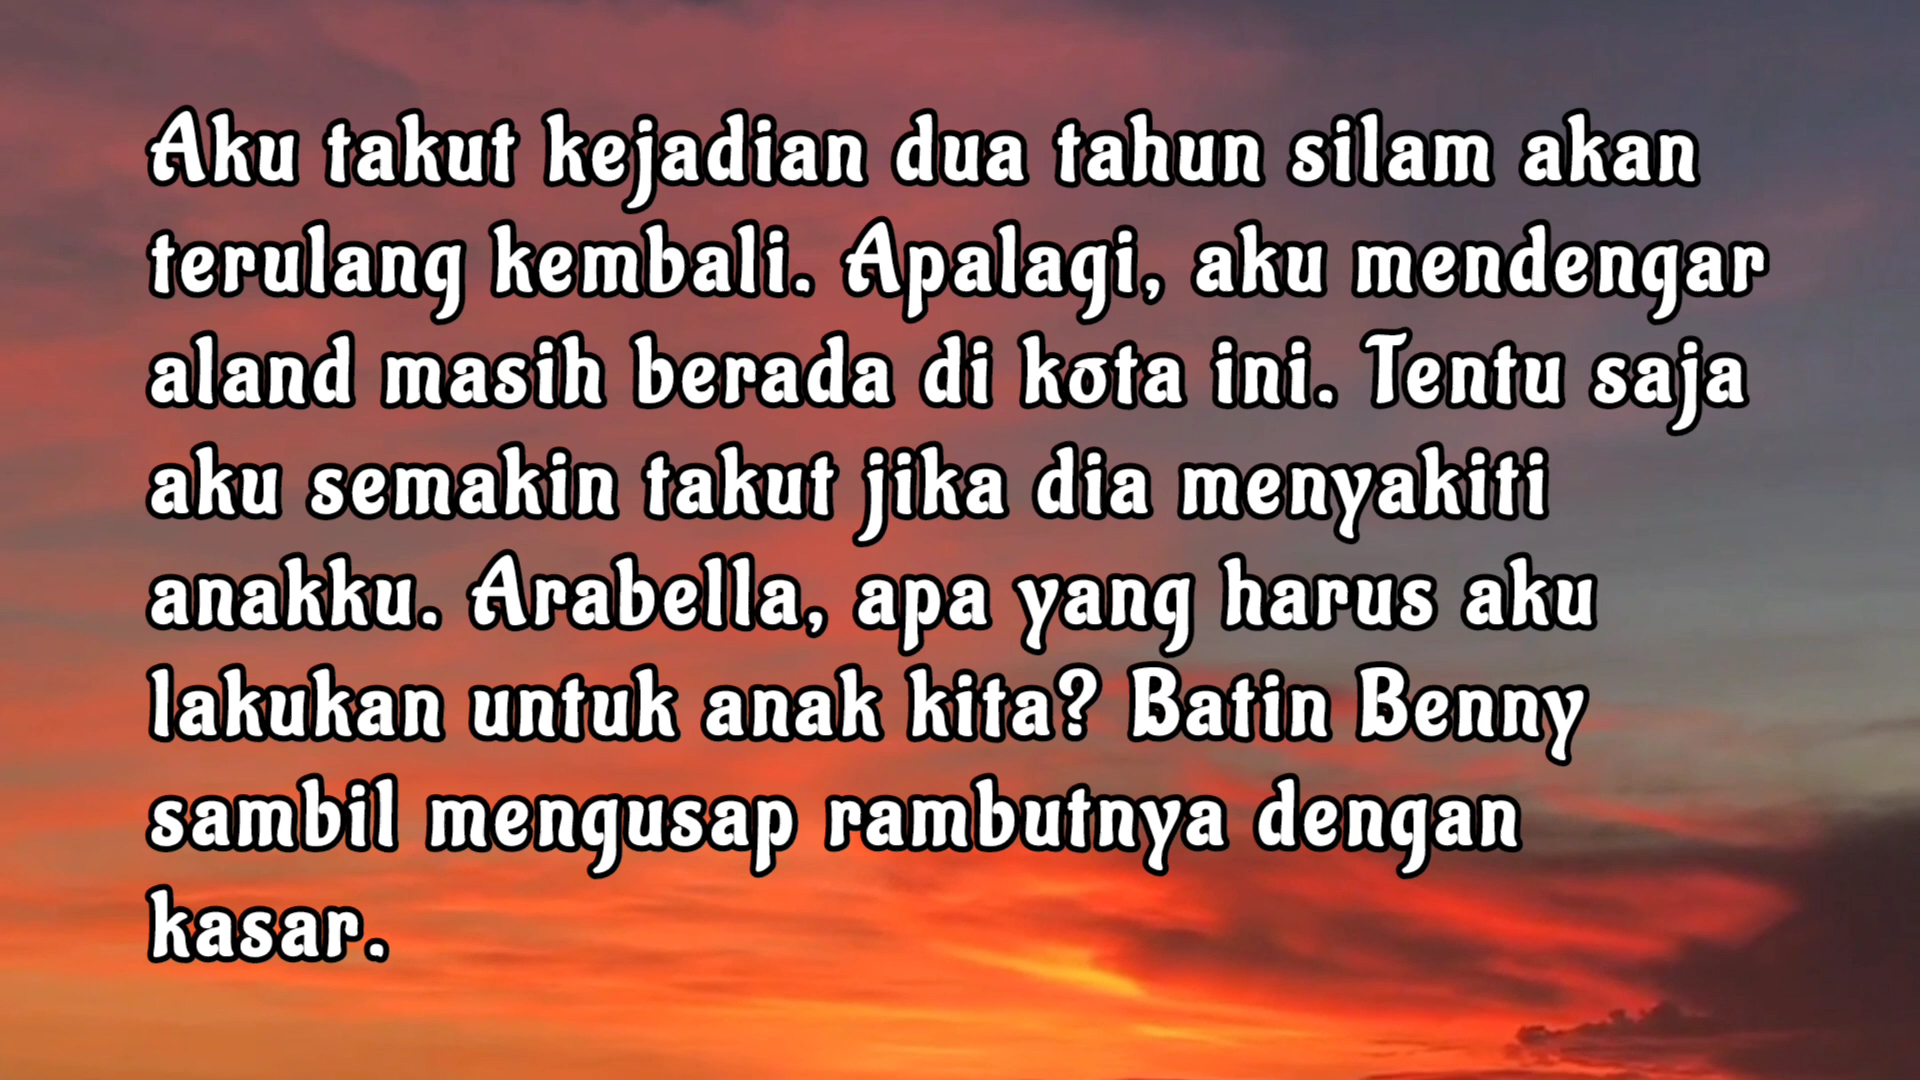 Aku takut kejadian dua tahun silam akan
terulang kembali. Apalagi, aku mendengar
aland masih berada di kota ini. Tentu saja
aku semakin takut jika dia menyakiti
anakku. Arabella, apa yang harus aku
lakukan untuk anak kita? Batin Benny
sambil mengusap rambutnya dengan
kasar.